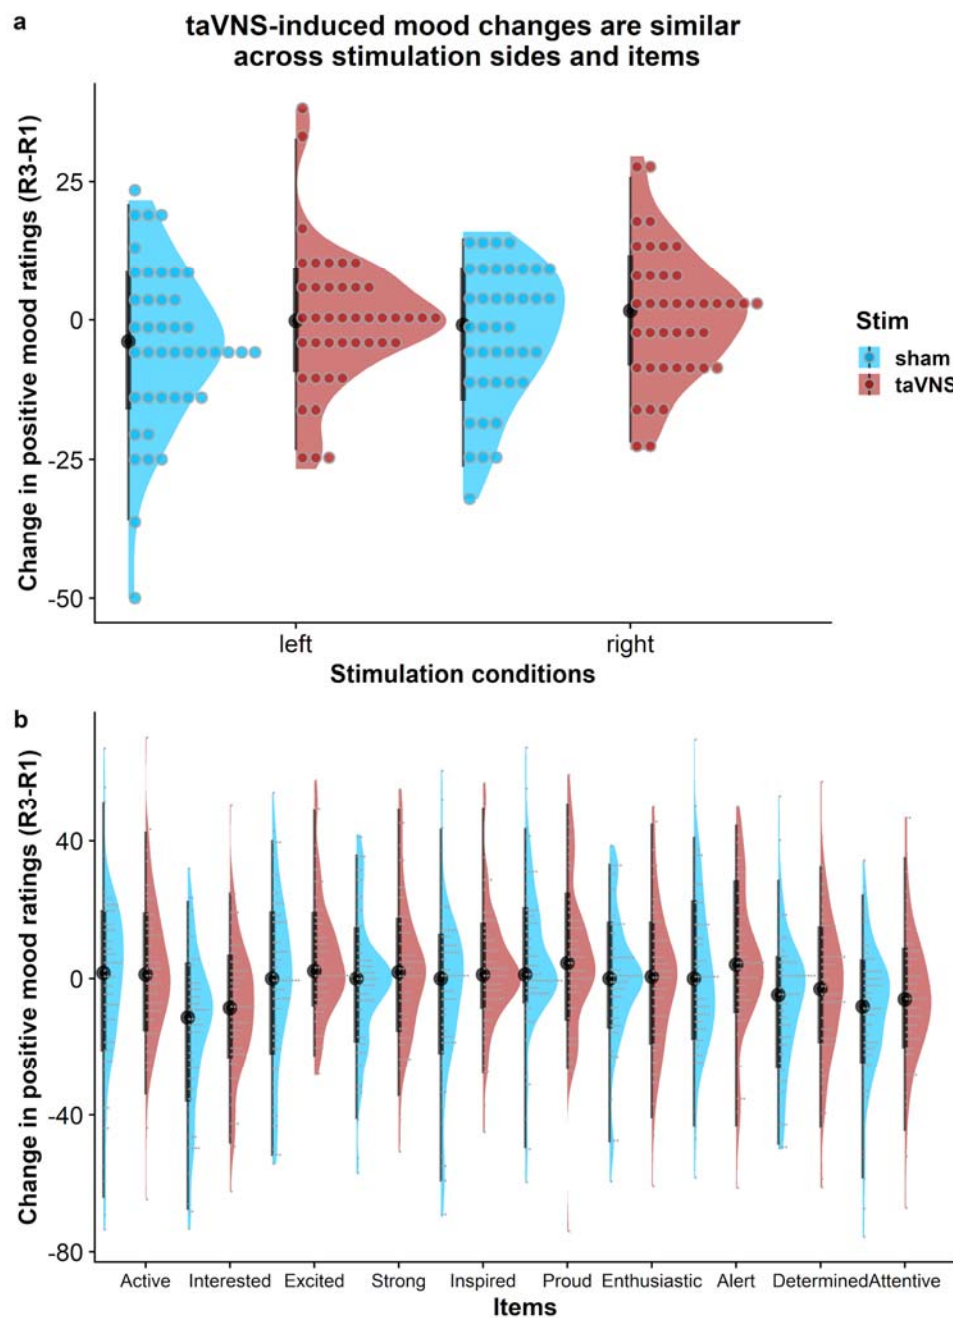 a
taVNS-induced mood changes are similar
across stimulation sides and items
Change in positive mood ratings (R3-R1)
25
0
-25
-50
left
right
Stimulation conditions
Stim
sham
taVNS
b
Change in positive mood ratings (R3-R1)
40
0
-40
-80
Active
Interested
Excited
Strong
Inspired
Proud
Enthusiastic
Alert
Determined
Attentive
Items